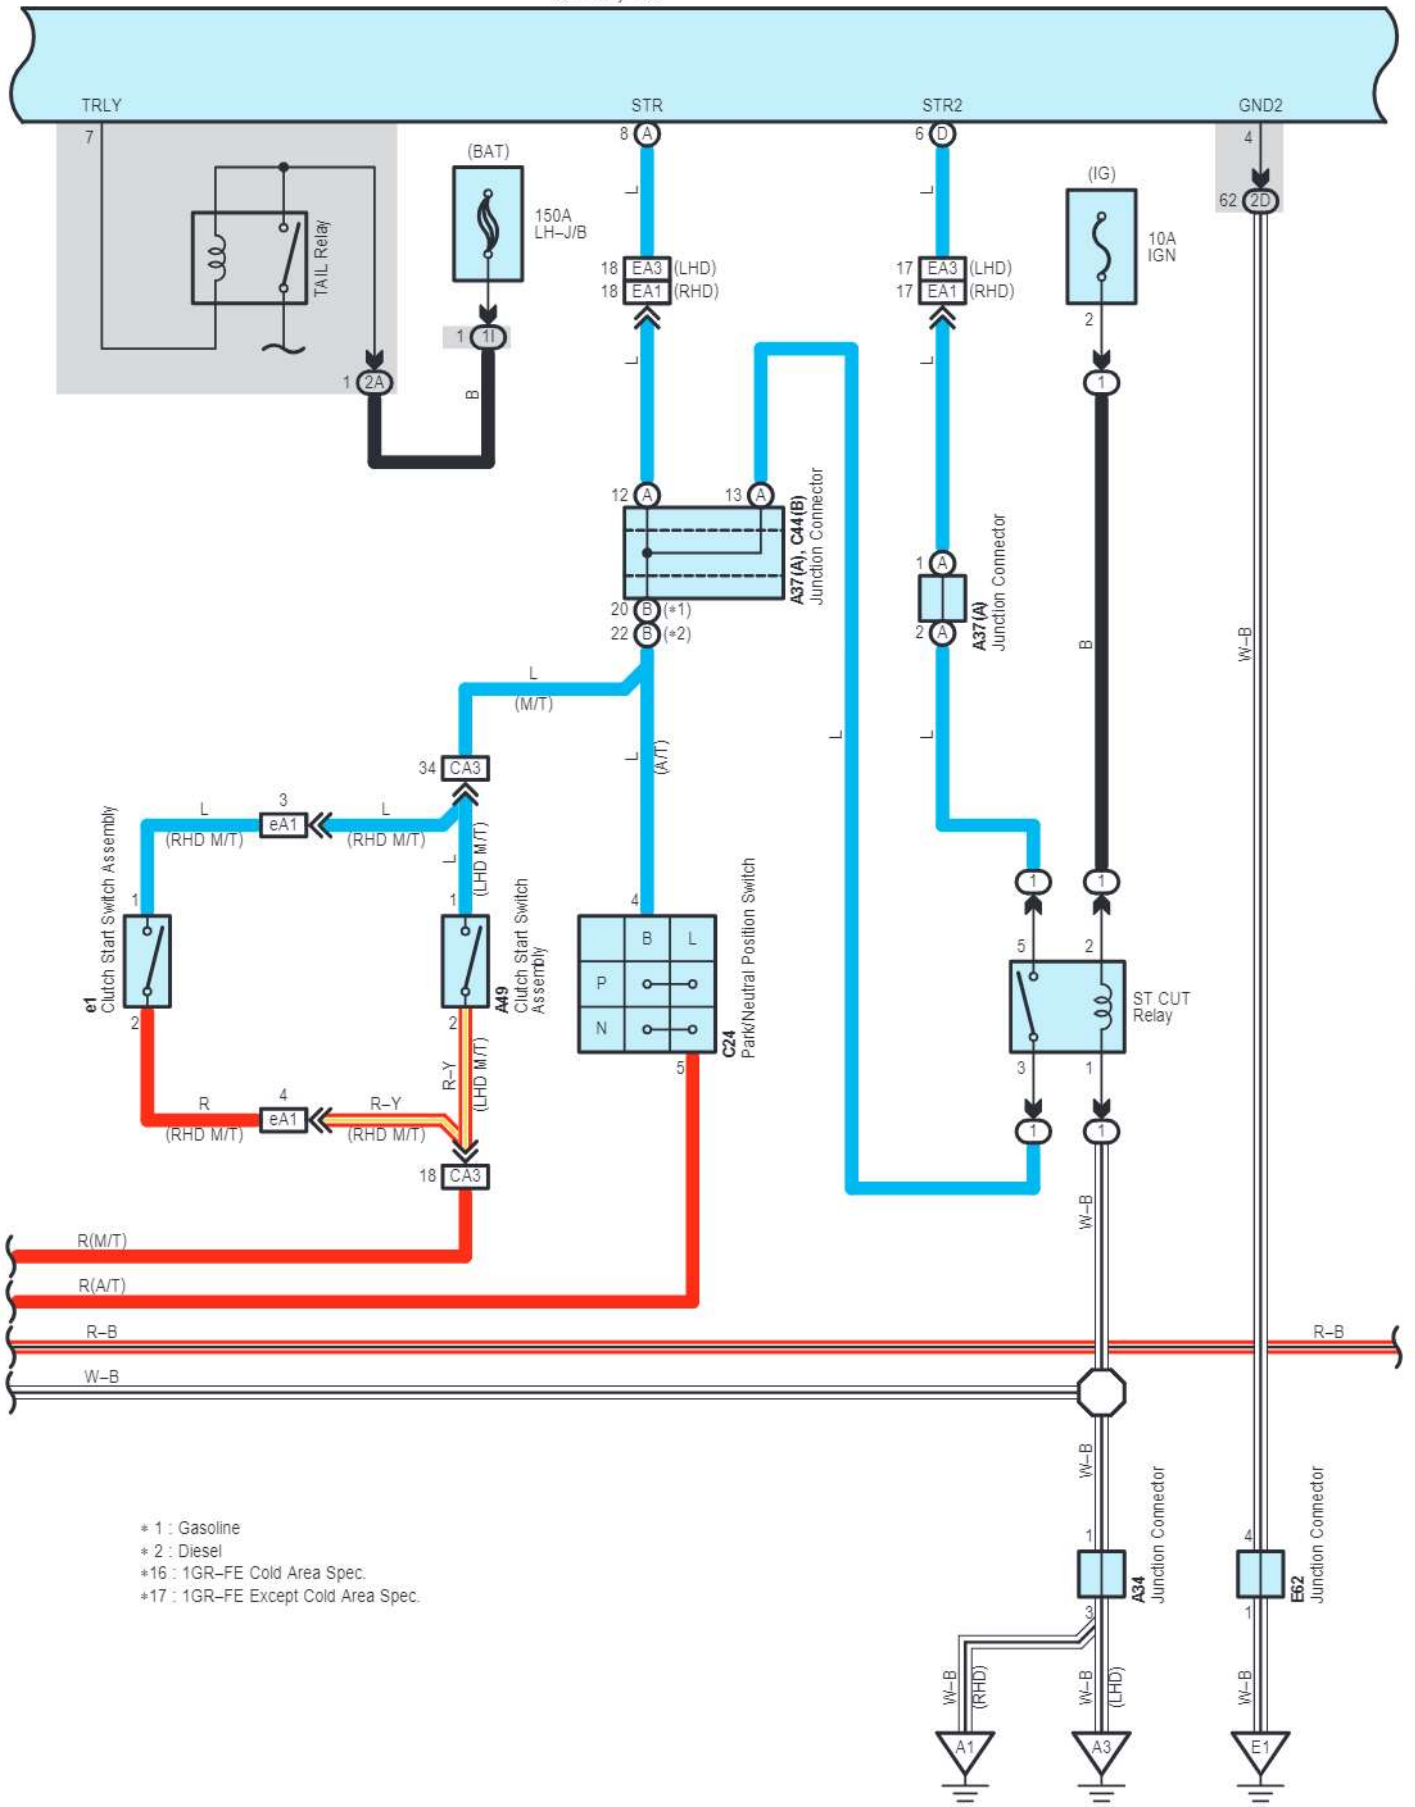 TRLY
STR
STR2
GND2
7
8 A
6 D
4
(BAT)
(IG)
62 2D
150A
LH–J/B
10A
IGN
TAIL Relay
L
L
18 EA3 (LHD)
18 EA1 (RHD)
17 EA3 (LHD)
17 EA1 (RHD)
2
1 1I
1 2A
1
B
L
L
12 A
13 A
A37(A), C44(B)
Junction Connector
1 A
2 A
A37(A)
Junction Connector
20 B (∗1)
22 B (∗2)
B
W–B
L
(M/T)
L
(A/T)
L
L
34 CA3
3
L
eA1
L
(RHD M/T)
(RHD M/T)
L
(LHD M/T)
e1
Clutch Start Switch Assembly
1
2
1
2
A49
Clutch Start Switch
Assembly
4
B L
P
N
5
C24
Park/Neutral Position Switch
1
1
5
2
ST CUT
Relay
3
1
1
1
4
R
eA1
R–Y
(RHD M/T)
(RHD M/T)
R–Y
(LHD M/T)
18 CA3
W–B
R(M/T)
R(A/T)
R–B
R–B
W–B
W–B
∗ 1 : Gasoline
∗ 2 : Diesel
∗16 : 1GR–FE Cold Area Spec.
∗17 : 1GR–FE Except Cold Area Spec.
1
3
A34
Junction Connector
4
1
E62
Junction Connector
W–B
(RHD)
W–B
(LHD)
W–B
A1
A3
E1